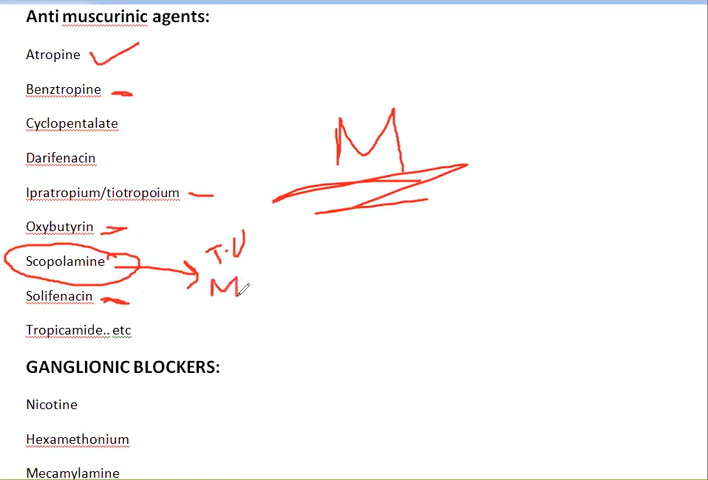 Anti muscurinic agents:
Atropine
Benztropine
Cyclopentalate
M
Darifenacin
Ipratropium/tiotropoium
Oxybutyrin
T.U
Scopolamine
M
Solifenacin
Tropicamide.. etc
GANGLIONIC BLOCKERS:
Nicotine
Hexamethonium
Mecamylamine